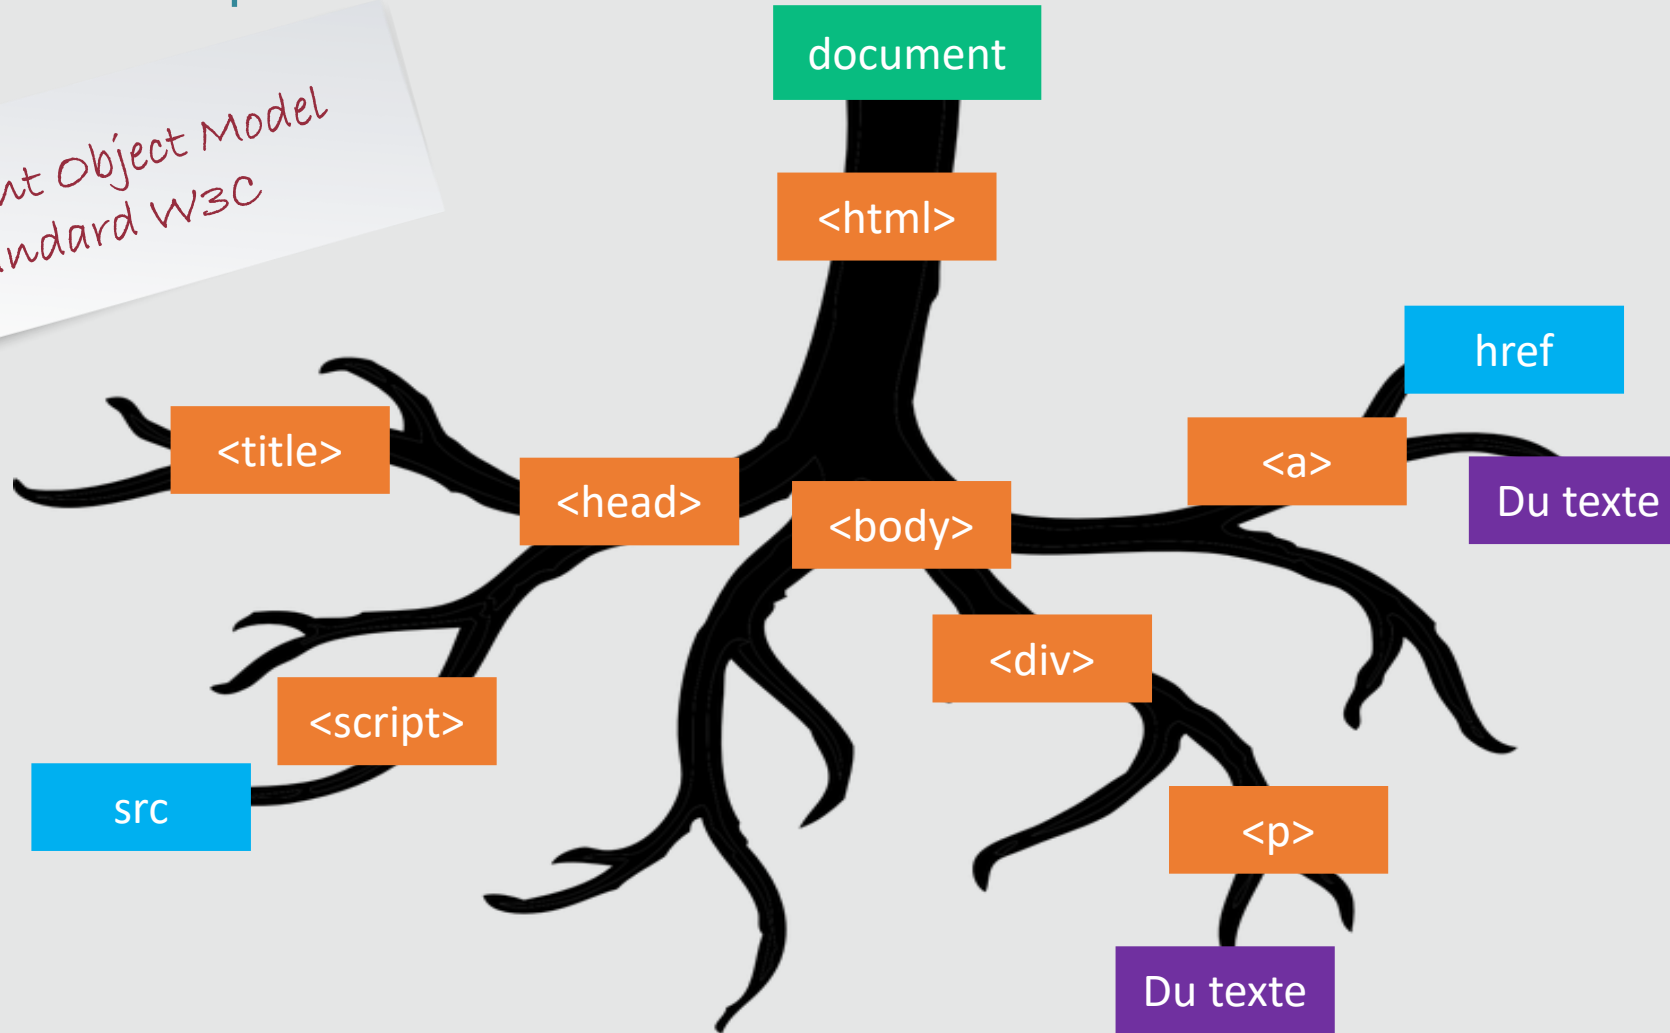 document
nt Object Model
ndard W3C
<html>
href
<title>
<a>
<head>
Du texte
<body>
<div>
<script>
src
<p>
Du texte